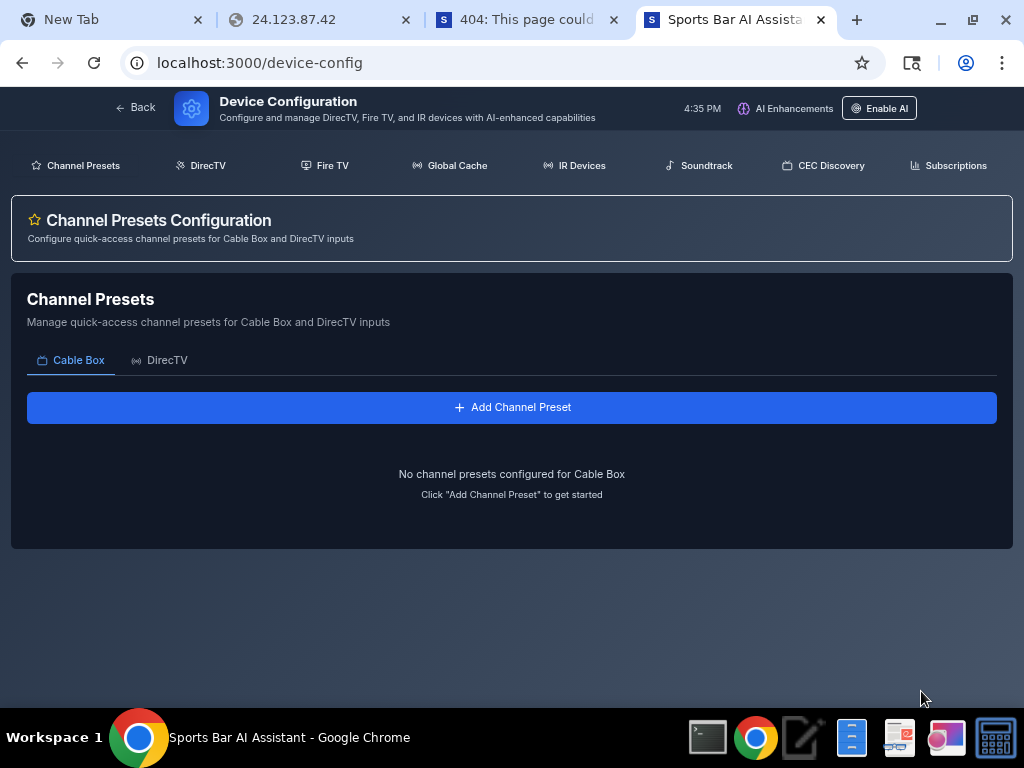 New Tab
24.123.87.42
404: This page could
Sports Bar AI Assista
localhost:3000/device-config
Back
Device Configuration
Configure and manage DirecTV, Fire TV, and IR devices with AI-enhanced capabilities
4:35 PM
AI Enhancements
Enable AI
Channel Presets
DirecTV
Fire TV
Global Cache
IR Devices
Soundtrack
CEC Discovery
Subscriptions
Channel Presets Configuration
Configure quick-access channel presets for Cable Box and DirecTV inputs
Channel Presets
Manage quick-access channel presets for Cable Box and DirecTV inputs
Cable Box
DirecTV
Add Channel Preset
No channel presets configured for Cable Box
Click "Add Channel Preset" to get started
Workspace 1
Sports Bar AI Assistant - Google Chrome